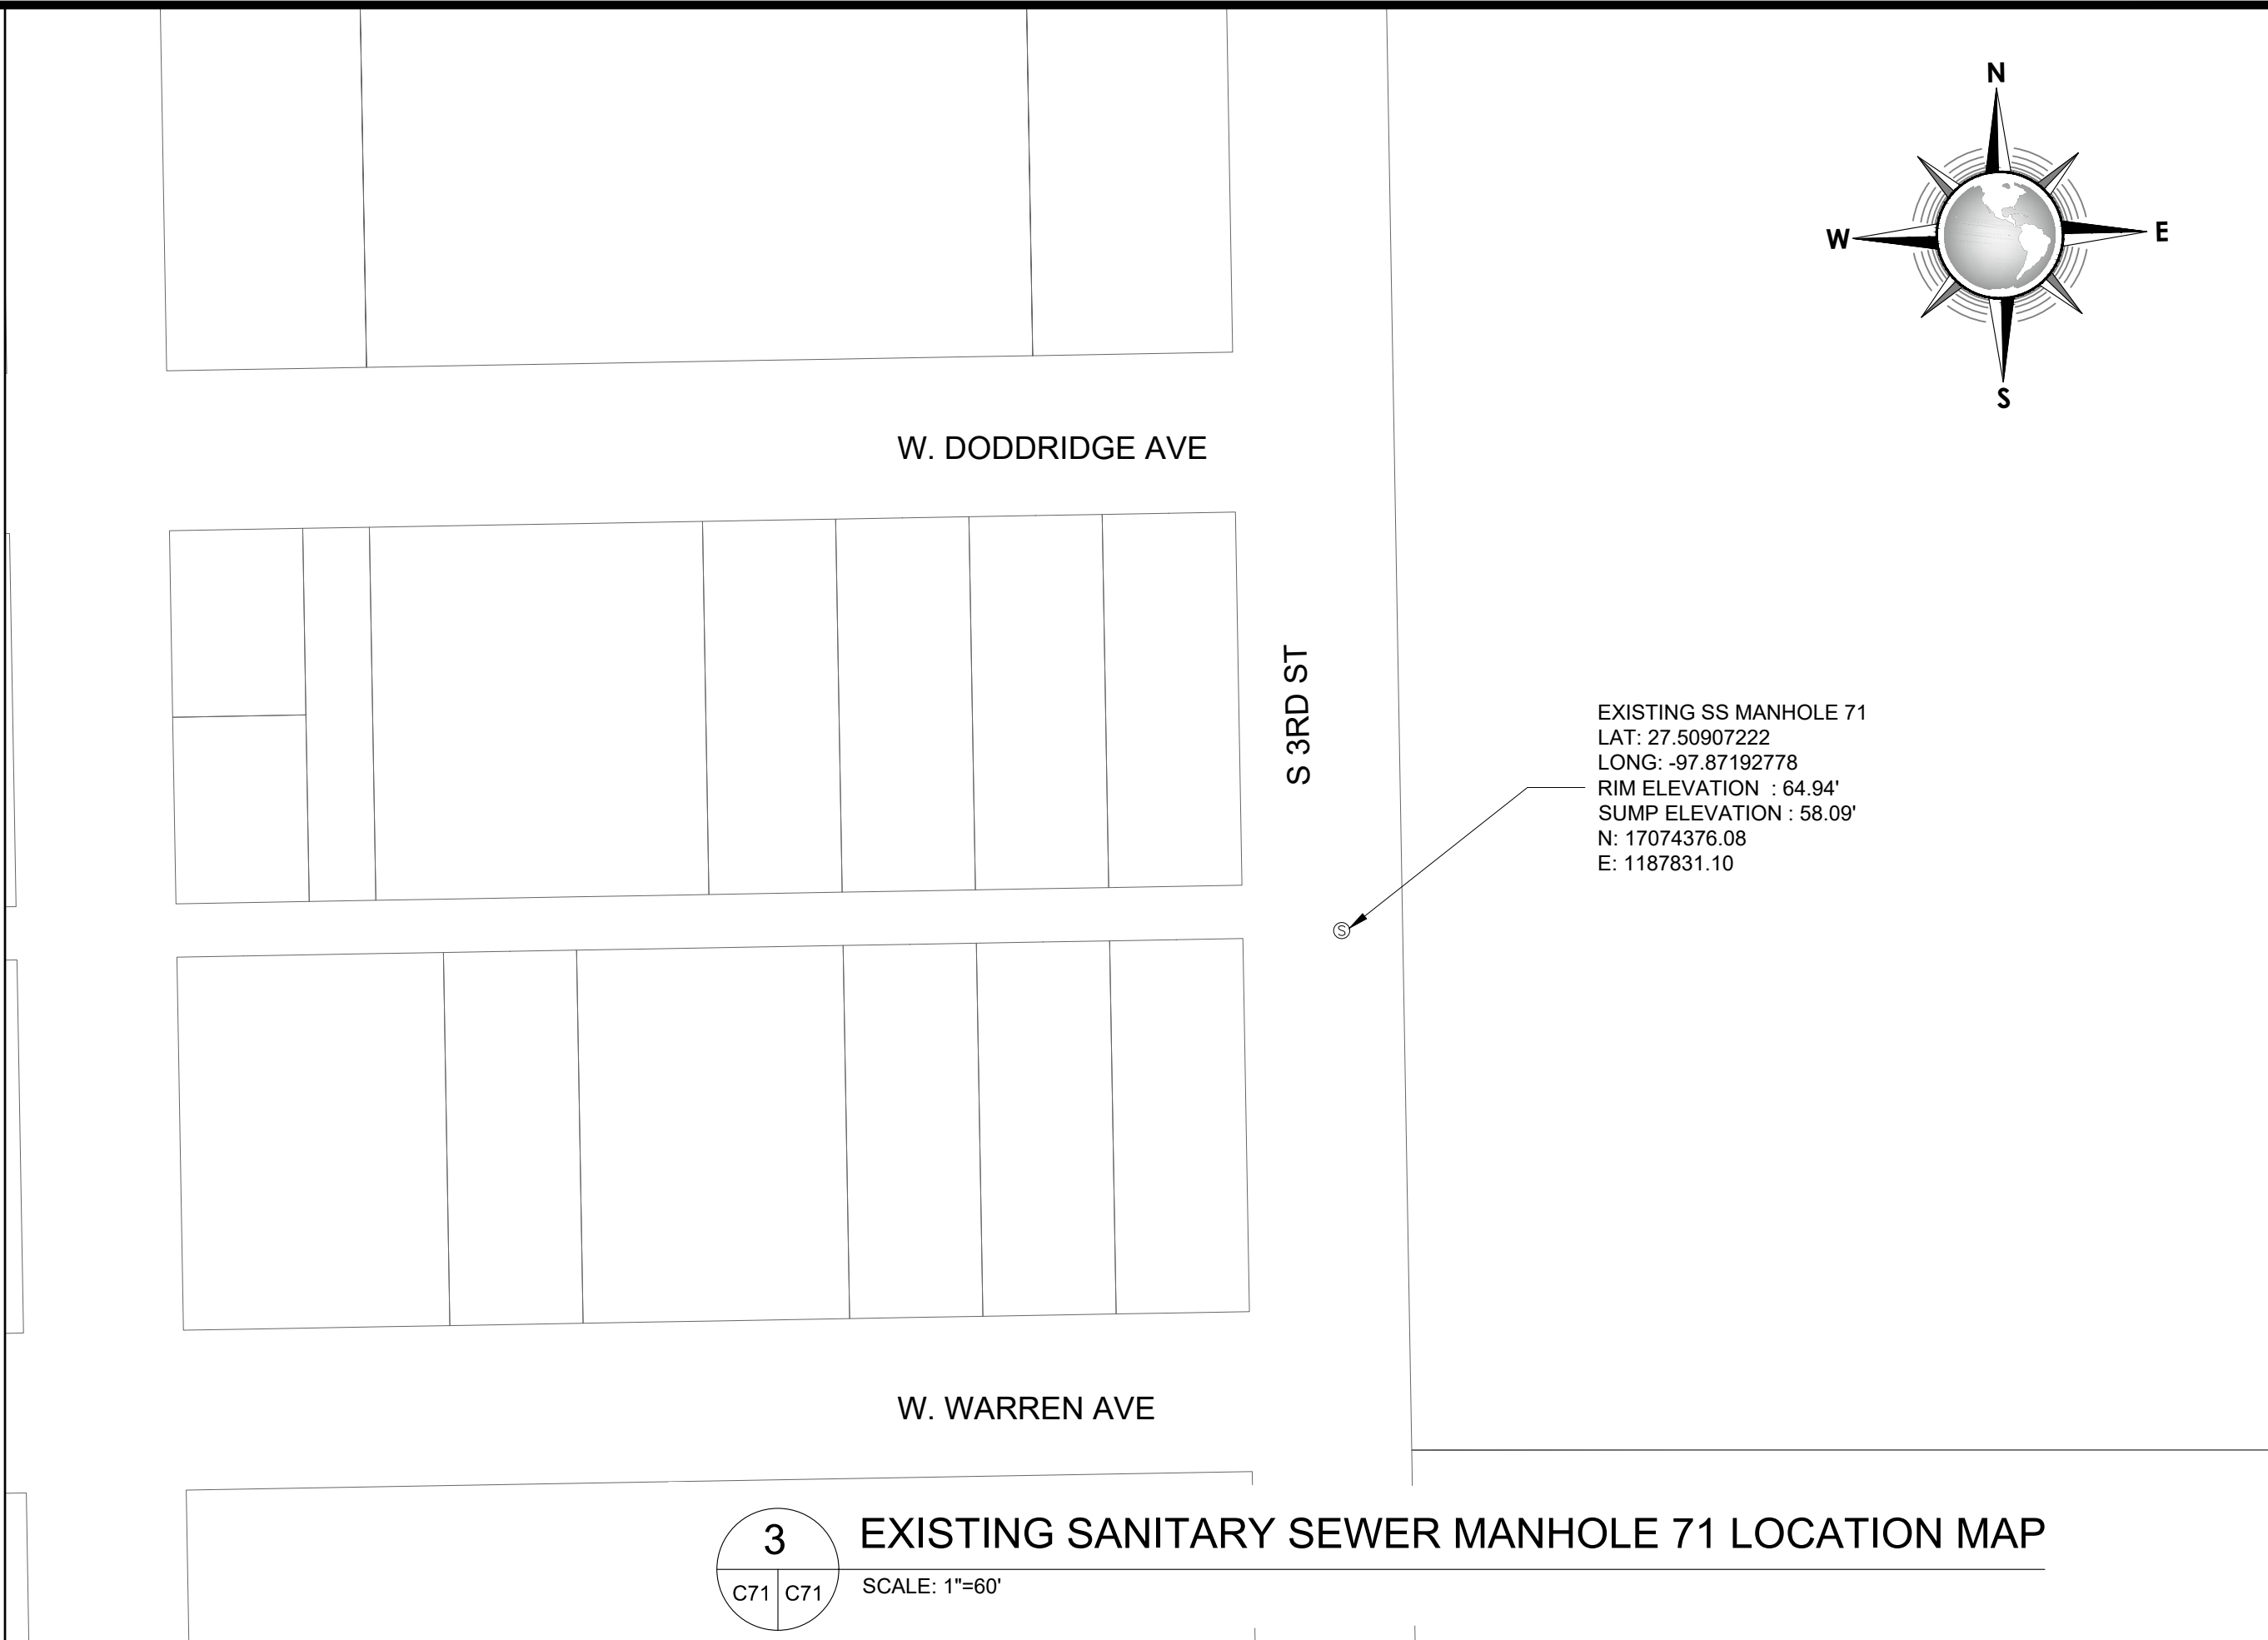 N
W
E
S
W. DODDRIDGE AVE
S 3RD ST
EXISTING SS MANHOLE 71
LAT: 27.50907222
LONG: -97.87192778
RIM ELEVATION : 64.94'
SUMP ELEVATION : 58.09'
N: 17074376.08
E: 1187831.10
S
W. WARREN AVE
3
C71 C71
EXISTING SANITARY SEWER MANHOLE 71 LOCATION MAP
SCALE: 1"=60'